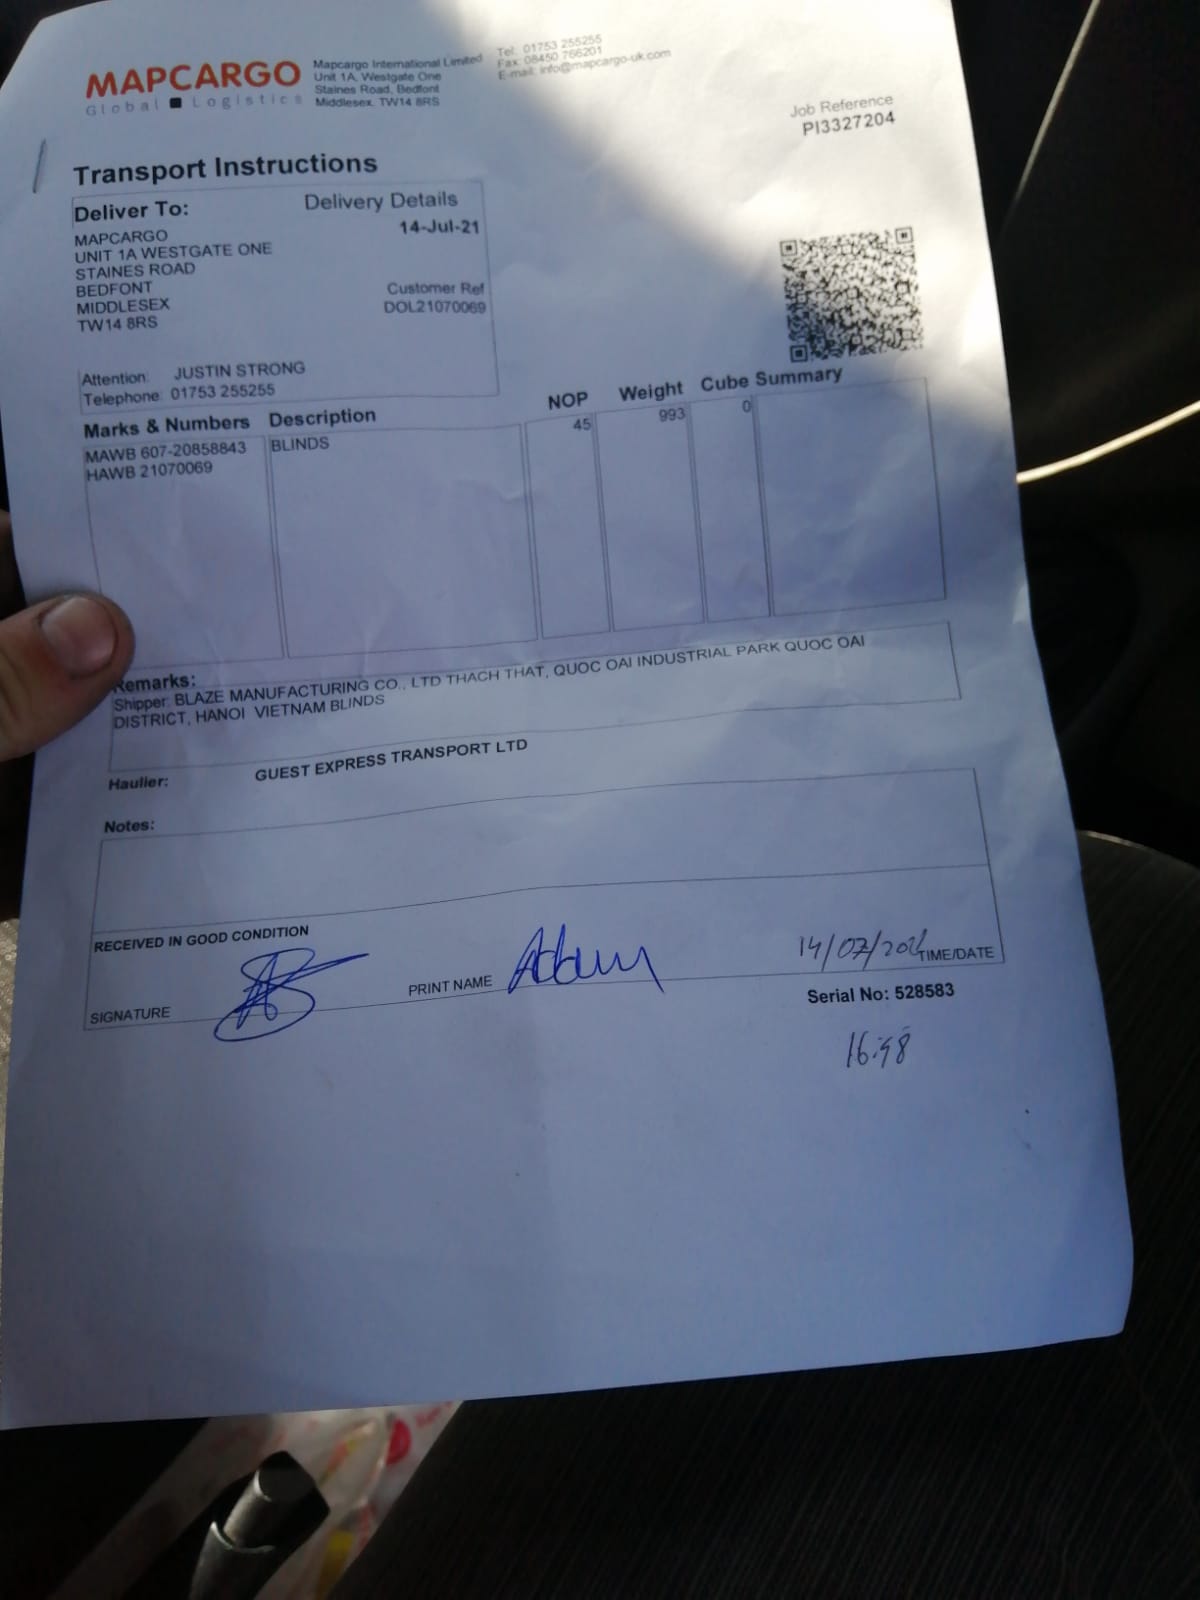 MAPCARGO
Global Logistics
Mapcargo International Limited
Unit 1A, Westgate One
Staines Road, Bedfont
Middlesex, TW14 8RS
Tel: 01753 255255
Fax: 08450 766201
E-mail: info@mapcargo-uk.com
Job Reference
PI3327204
Transport Instructions
Deliver To:
Delivery Details
MAPCARGO
UNIT 1A WESTGATE ONE
STAINES ROAD
BEDFONT
MIDDLESEX
TW14 8RS
14-Jul-21
Customer Ref
DOL21070069
Attention: JUSTIN STRONG
Telephone: 01753 255255
Marks & Numbers Description NOP Weight Cube Summary
MAWB 607-20858843 BLINDS 45 993 0
HAWB 21070069
Remarks:
Shipper: BLAZE MANUFACTURING CO., LTD THACH THAT, QUOC OAI INDUSTRIAL PARK QUOC OAI
DISTRICT, HANOI VIETNAM BLINDS
Haulier: GUEST EXPRESS TRANSPORT LTD
Notes:
RECEIVED IN GOOD CONDITION
SIGNATURE
PRINT NAME Adam
14/07/2021 TIME/DATE
Serial No: 528583
16:48